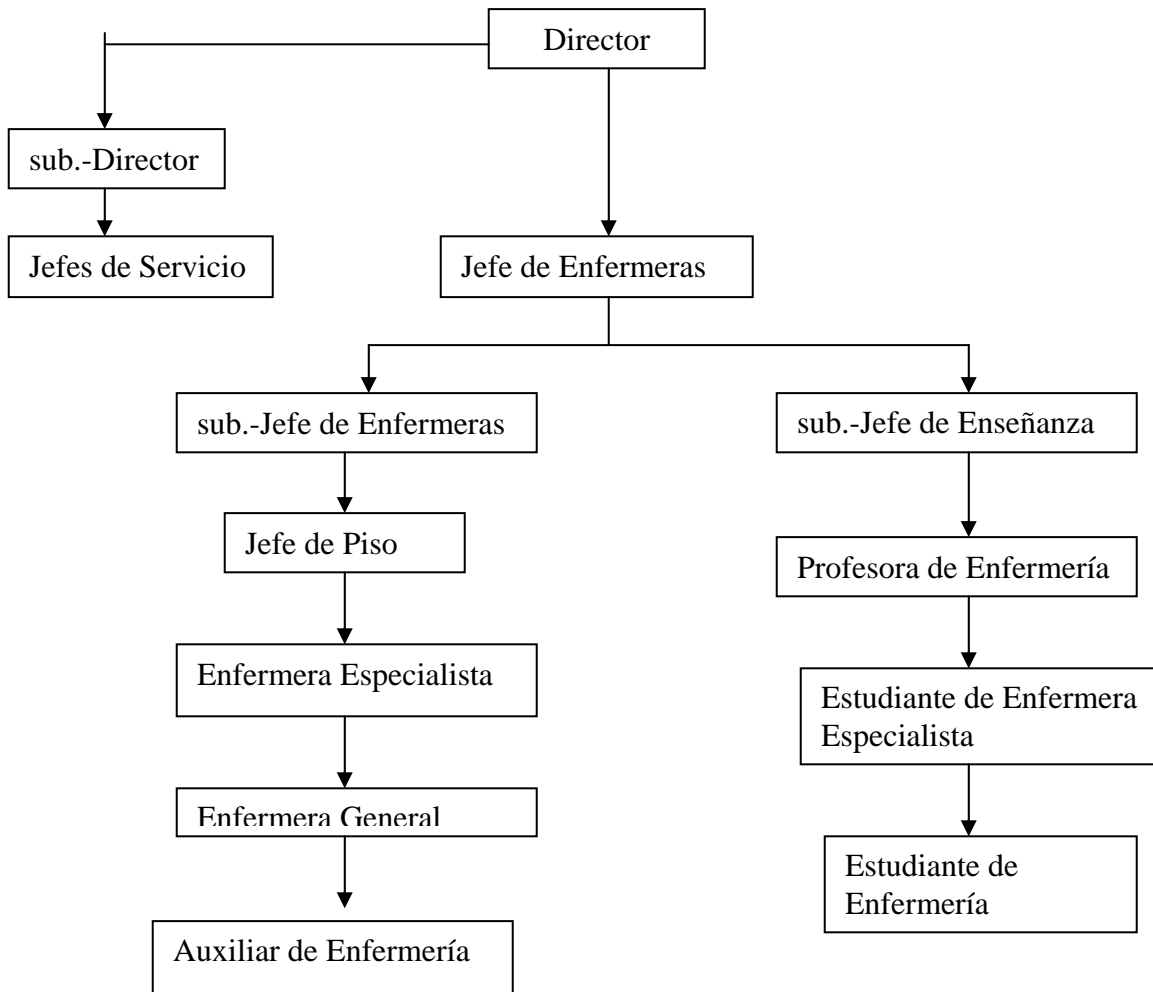 Director
sub.-Director
Jefes de Servicio
Jefe de Enfermeras
sub.-Jefe de Enfermeras
sub.-Jefe de Enseñanza
Jefe de Piso
Profesora de Enfermería
Enfermera Especialista
Estudiante de Enfermera
Especialista
Enfermera General
Estudiante de
Enfermería
Auxiliar de Enfermería